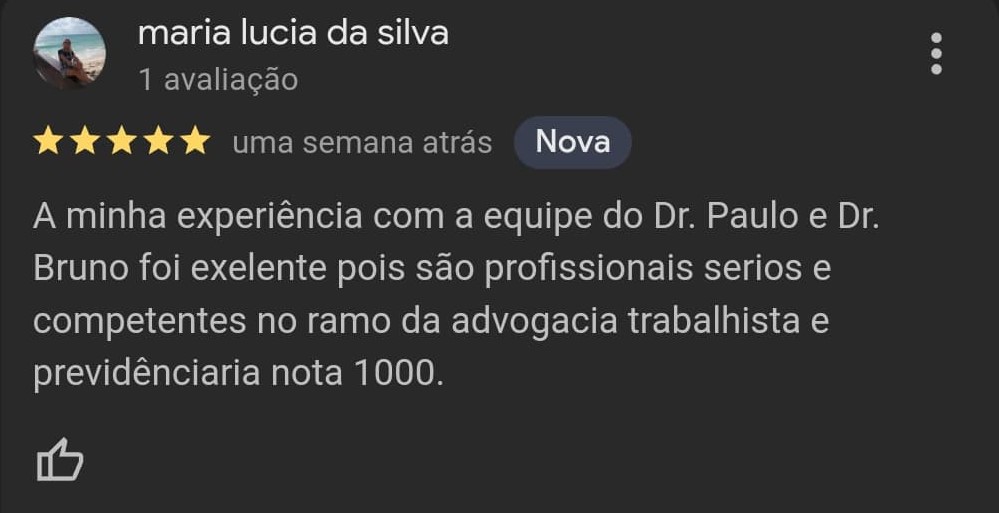 maria lucia da silva
1 avaliação
uma semana atrás Nova
A minha experiência com a equipe do Dr. Paulo e Dr.
Bruno foi exelente pois são profissionais serios e
competentes no ramo da advogacia trabalhista e
previdênciaria nota 1000.